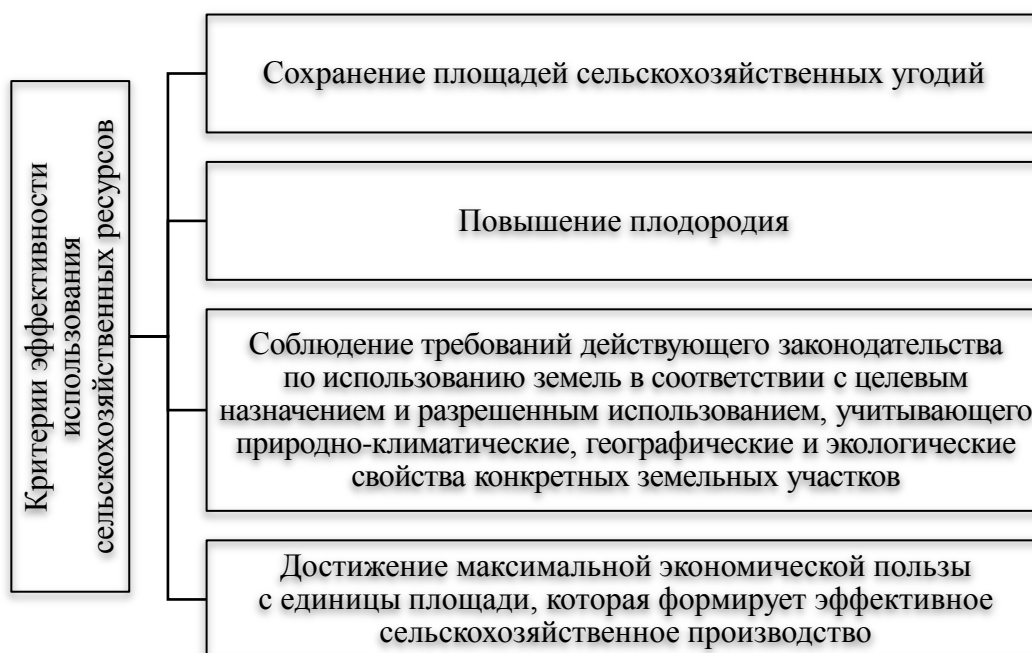 Критерии эффективности
использования
сельскохозяйственных ресурсов
Сохранение площадей сельскохозяйственных угодий
Повышение плодородия
Соблюдение требований действующего законодательства
по использованию земель в соответствии с целевым
назначением и разрешенным использованием, учитывающего
природно-климатические, географические и экологические
свойства конкретных земельных участков
Достижение максимальной экономической пользы
с единицы площади, которая формирует эффективное
сельскохозяйственное производство